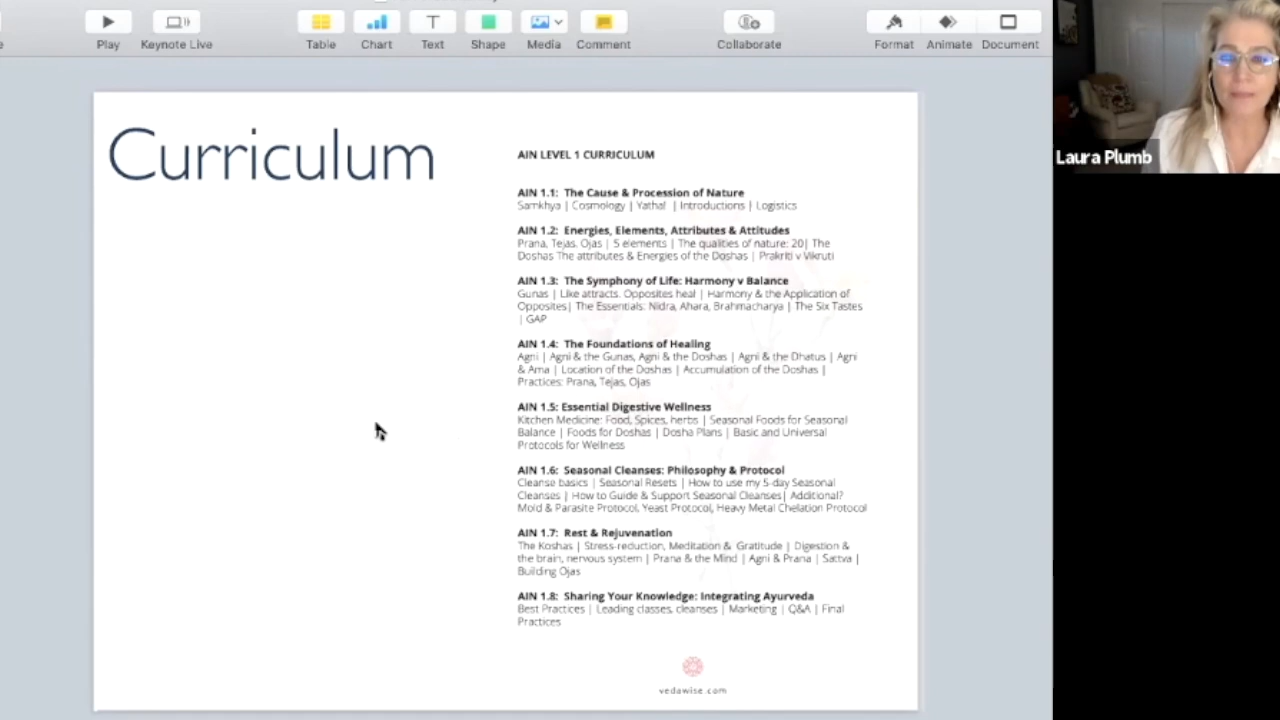 Play
Keynote Live
Table
Chart
Text
Shape
Media
Comment
Collaborate
Format
Animate
Document
Laura Plumb
Curriculum
AIN LEVEL 1 CURRICULUM
AIN 1.1: The Cause & Procession of Nature
Samkhya | Cosmology | Yatha! | Introductions | Logistics
AIN 1.2: Energies, Elements, Attributes & Attitudes
Prana, Tejas. Ojas | 5 elements | The qualities of nature: 20| The
Doshas The attributes & Energies of the Doshas | Prakriti v Vikruti
AIN 1.3: The Symphony of Life: Harmony v Balance
Gunas | Like attracts. Opposites heal | Harmony & the Application of
Opposites| The Essentials: Nidra, Ahara, Brahmacharya | The Six Tastes
| GAP
AIN 1.4: The Foundations of Healing
Agni | Agni & the Gunas, Agni & the Doshas | Agni & the Dhatus | Agni
& Ama | Location of the Doshas | Accumulation of the Doshas |
Practices: Prana, Tejas, Ojas
AIN 1.5: Essential Digestive Wellness
Kitchen Medicine: Food, Spices, herbs | Seasonal Foods for Seasonal
Balance | Foods for Doshas | Dosha Plans | Basic and Universal
Protocols for Wellness
AIN 1.6: Seasonal Cleanses: Philosophy & Protocol
Cleanse basics | Seasonal Resets | How to use my 5-day Seasonal
Cleanses | How to Guide & Support Seasonal Cleanses| Additional?
Mold & Parasite Protocol, Yeast Protocol, Heavy Metal Chelation Protocol
AIN 1.7: Rest & Rejuvenation
The Koshas | Stress-reduction, Meditation & Gratitude | Digestion &
the brain, nervous system | Prana & the Mind | Agni & Prana | Sattva |
Building Ojas
AIN 1.8: Sharing Your Knowledge: Integrating Ayurveda
Best Practices | Leading classes, cleanses | Marketing | Q&A | Final
Practices
vedawise.com